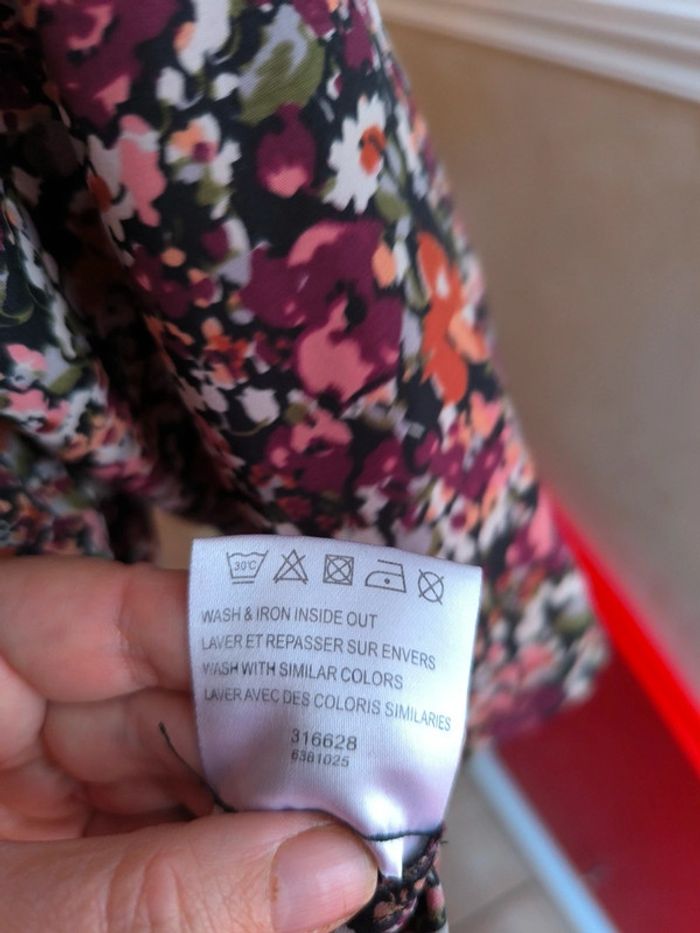 30°C
WASH & IRON INSIDE OUT
LAVER ET REPASSER SUR ENVERS
WASH WITH SIMILAR COLORS
LAVER AVEC DES COLORIS SIMILARIES
316628
6381025